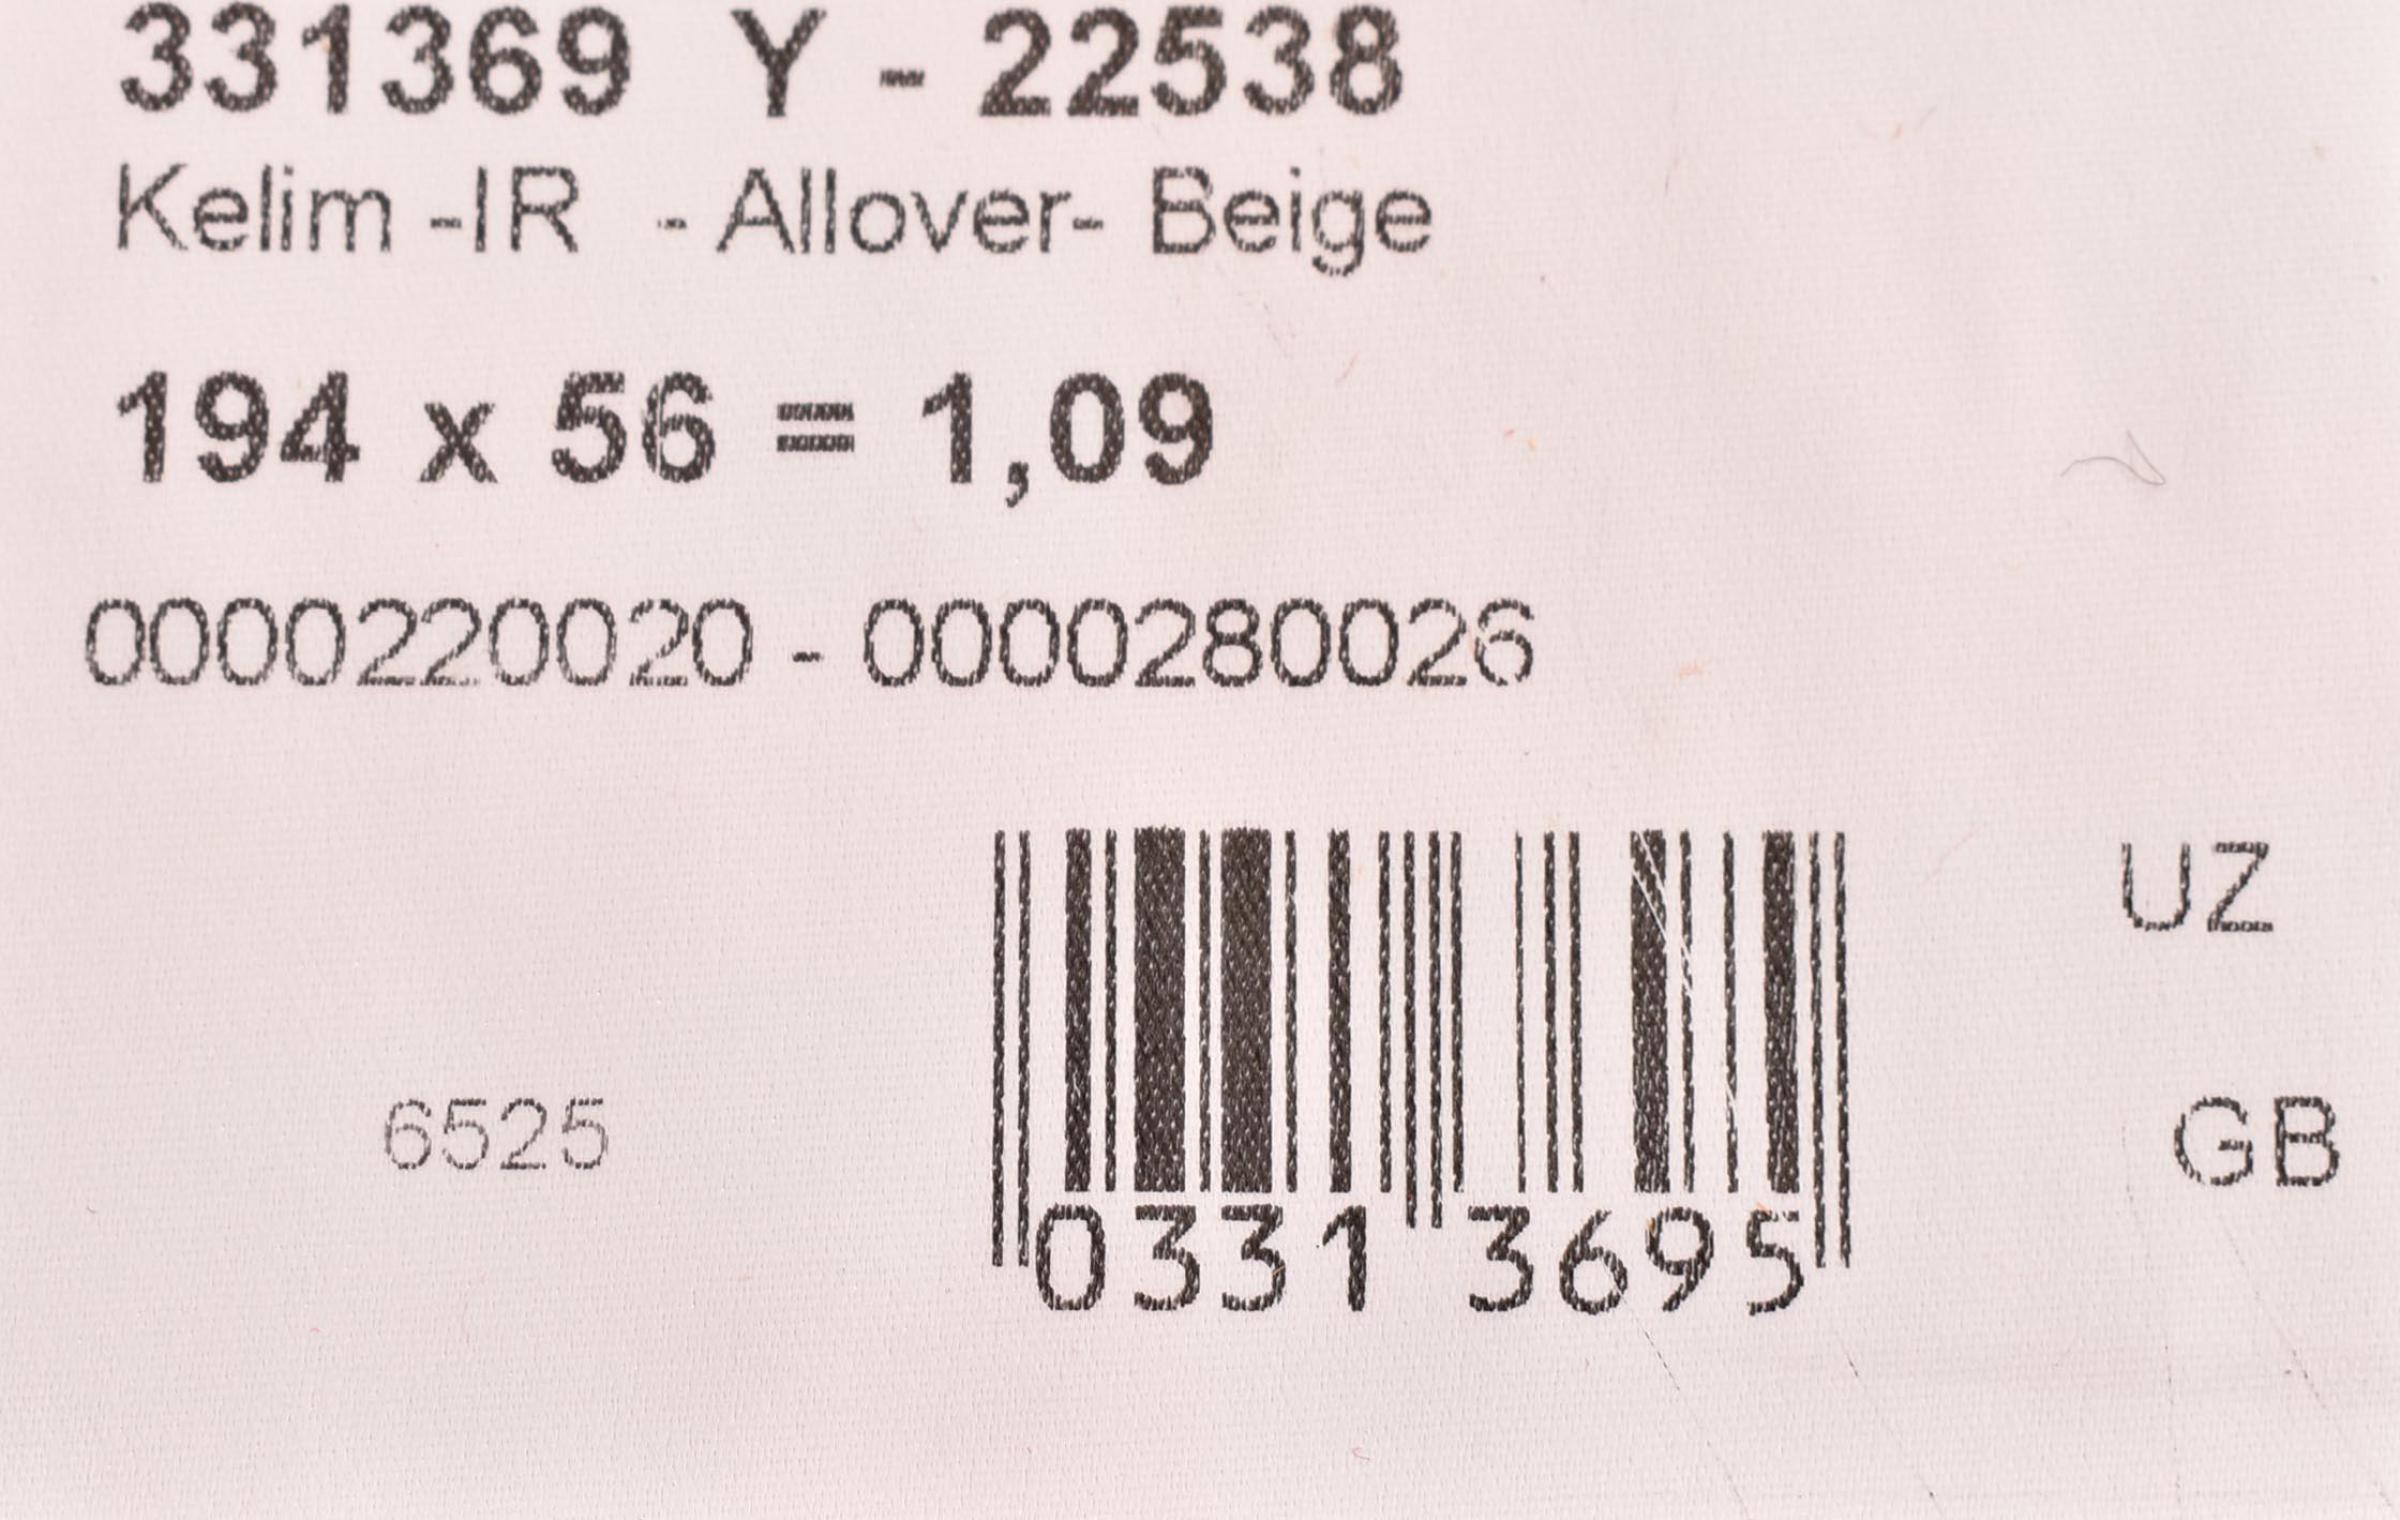 331369 Y - 22538
Kelim -IR - Allover- Beige
194 x 56 = 1,09
0000220020 - 0000280026
UZ
6525
GB
0331 3695